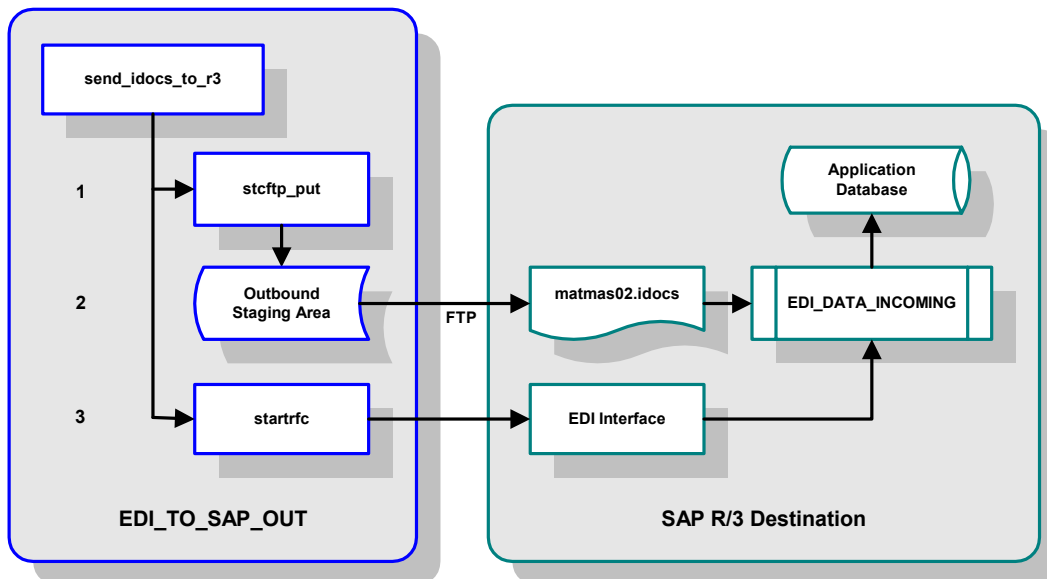 send_idocs_to_r3
1
stcftp_put
2
Outbound
Staging Area
FTP
3
startrfc
EDI_TO_SAP_OUT
Application
Database
matmas02.idocs
EDI_DATA_INCOMING
EDI Interface
SAP R/3 Destination